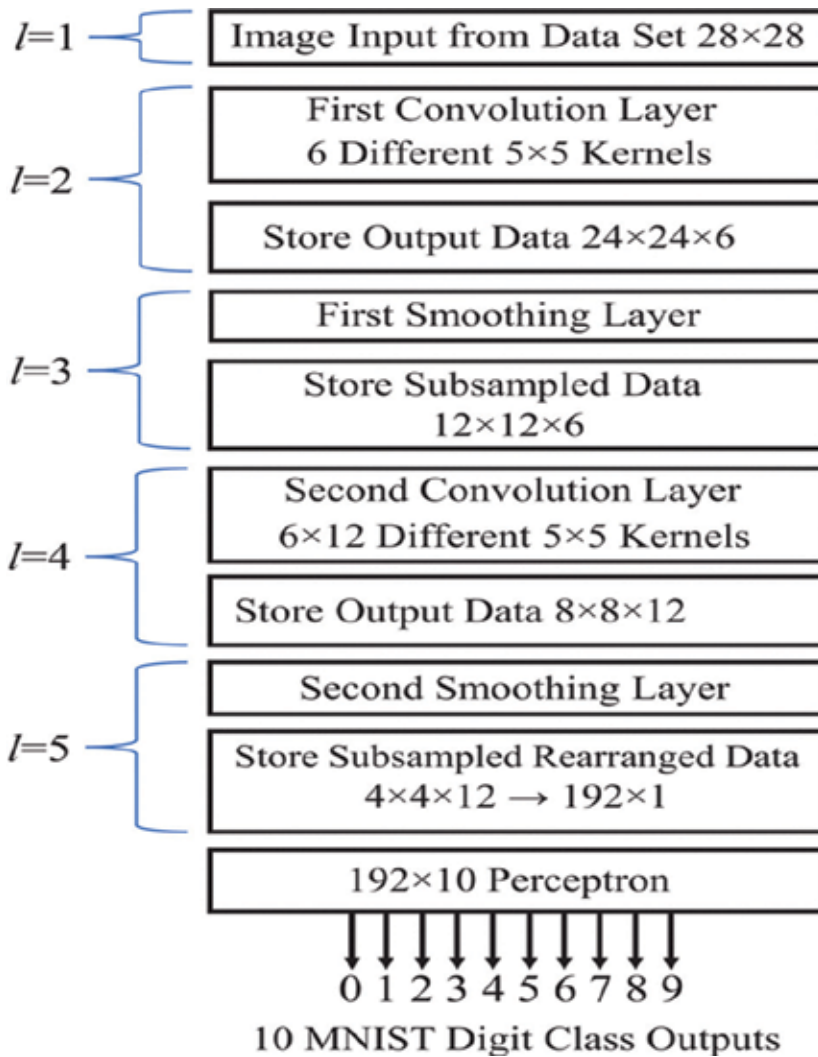 l=1
Image Input from Data Set 28×28
l=2
First Convolution Layer
6 Different 5×5 Kernels
Store Output Data 24×24×6
l=3
First Smoothing Layer
Store Subsampled Data
12×12×6
l=4
Second Convolution Layer
6×12 Different 5×5 Kernels
Store Output Data 8×8×12
l=5
Second Smoothing Layer
Store Subsampled Rearranged Data
4×4×12 → 192×1
192×10 Perceptron
0 1 2 3 4 5 6 7 8 9
10 MNIST Digit Class Outputs